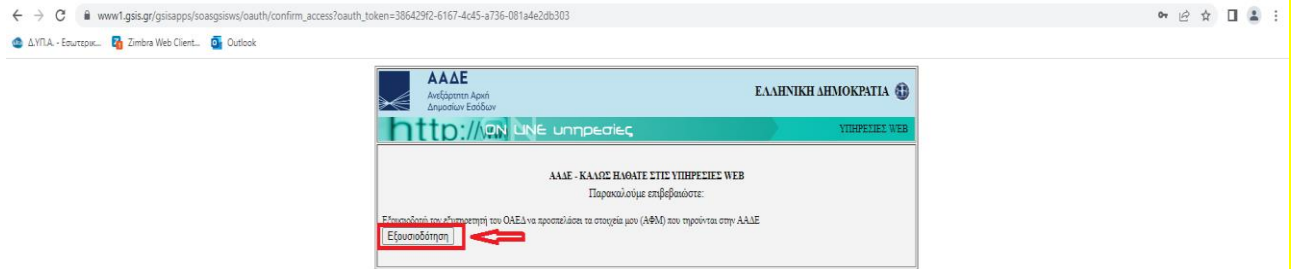 www1.gsis.gr/gsisapps/soasgsisws/oauth/confirm_access?oauth_token=386429f2-6167-4c45-a736-081a4e2db303
Δ.ΥΠ.Α. - Εσωτερικ... Zimbra Web Client... Outlook
ΑΑΔΕ
Ανεξάρτητη Αρχή
Δημοσίων Εσόδων
ΕΛΛΗΝΙΚΗ ΔΗΜΟΚΡΑΤΙΑ
http:// ON LINE υπηρεσίες
ΥΠΗΡΕΣΙΕΣ WEB
ΑΑΔΕ - ΚΑΛΩΣ ΗΛΘΑΤΕ ΣΤΙΣ ΥΠΗΡΕΣΙΕΣ WEB
Παρακαλούμε επιβεβαιώστε:
Εξουσιοδοτώ τον εξυπηρετητή του ΟΑΕΔ να προσπελάσει τα στοιχεία μου (ΑΦΜ) που τηρούνται στην ΑΑΔΕ
Εξουσιοδότηση